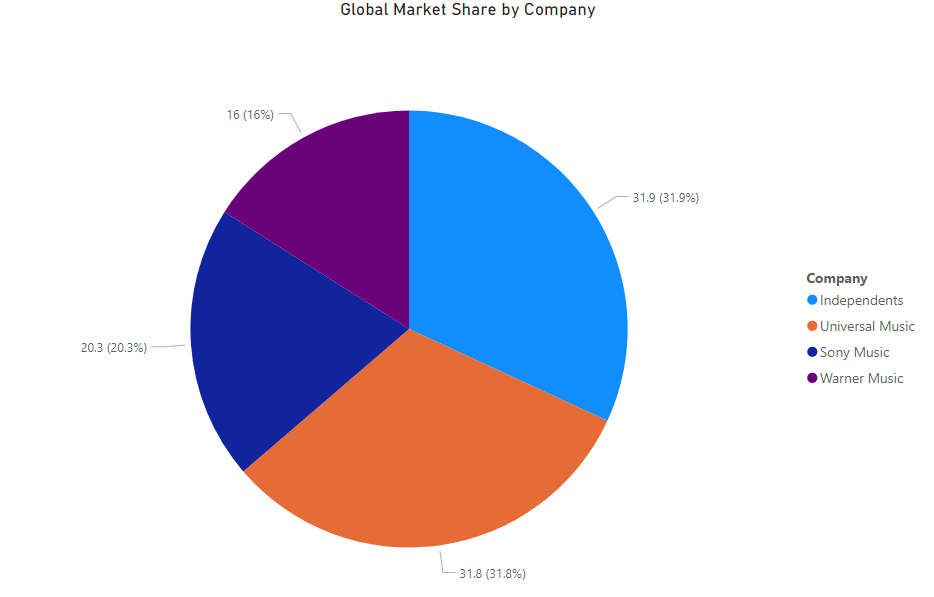 Global Market Share by Company
16 (16%)
31.9 (31.9%)
20.3 (20.3%)
31.8 (31.8%)
Company
Independents
Universal Music
Sony Music
Warner Music